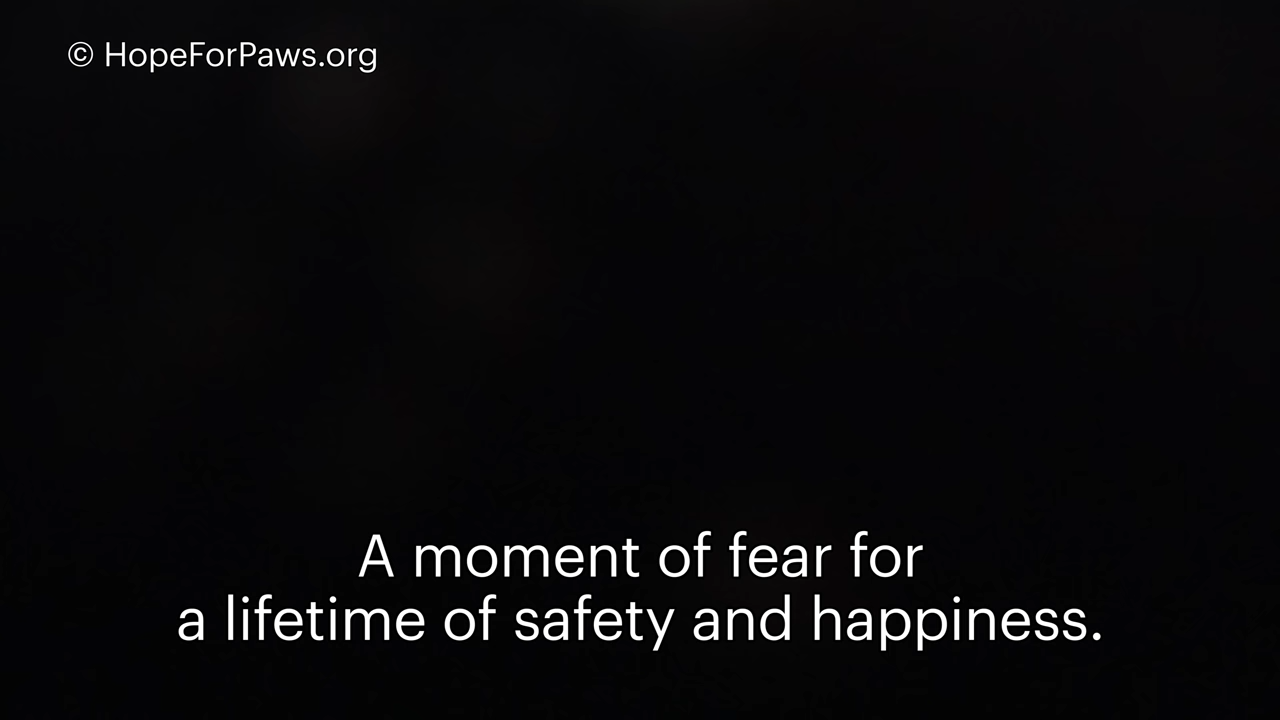 © HopeForPaws.org
A moment of fear for
a lifetime of safety and happiness.